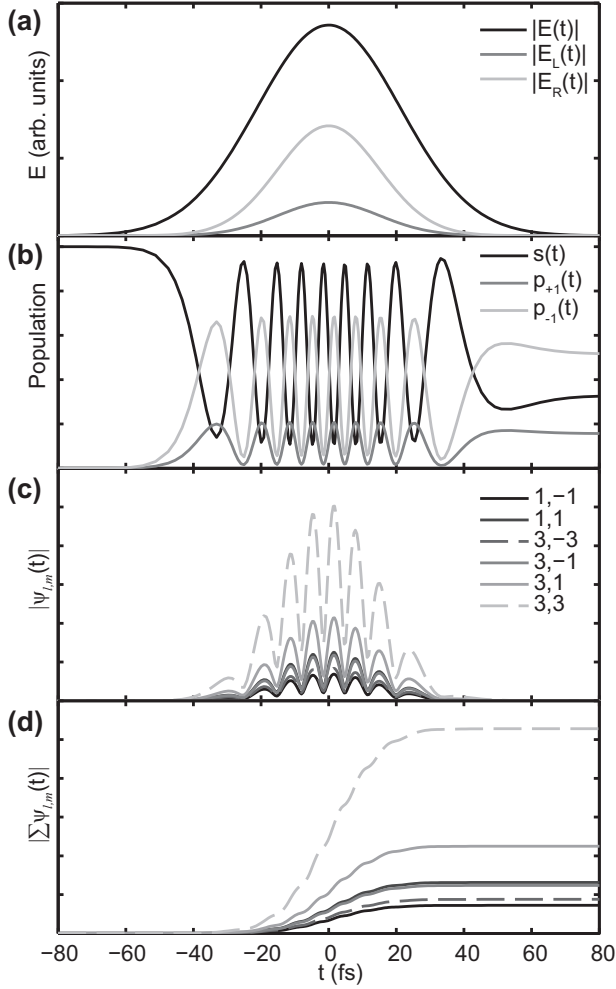 (a)
E (arb. units)
|E(t)|
|E_L(t)|
|E_R(t)|
(b)
Population
s(t)
p_{+1}(t)
p_{-1}(t)
(c)
|ψ_{l,m}(t)|
1,−1
1,1
3,−3
3,−1
3,1
3,3
(d)
|∑ψ_{l,m}(t)|
−80 −60 −40 −20 0 20 40 60 80
t (fs)